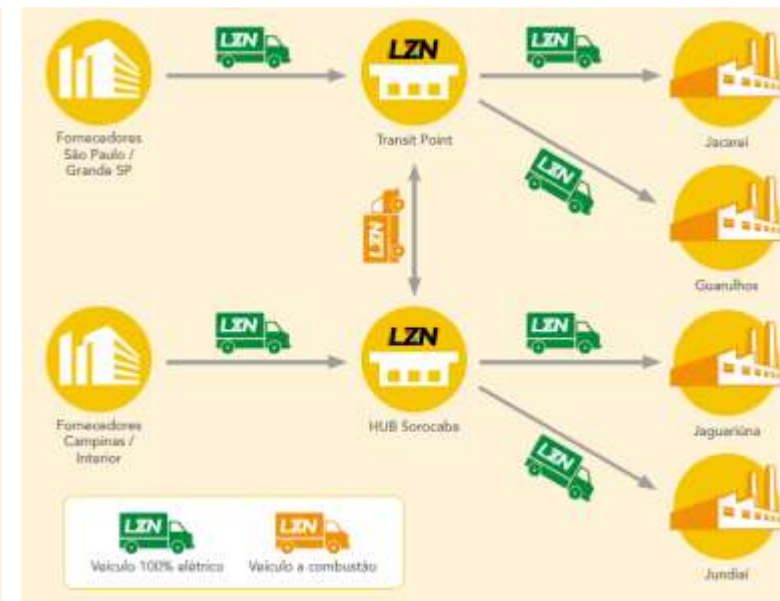 LZN
LZN
LZN
Fornecedores
São Paulo /
Grande SP
Transit Point
Jacareí
LZN
LZN
Guarulhos
LZN
LZN
LZN
Fornecedores
Campinas /
Interior
HUB Sorocaba
Jaguariúna
LZN
LZN
LZN
Veículo 100% elétrico
Veículo a combustão
Jundiaí